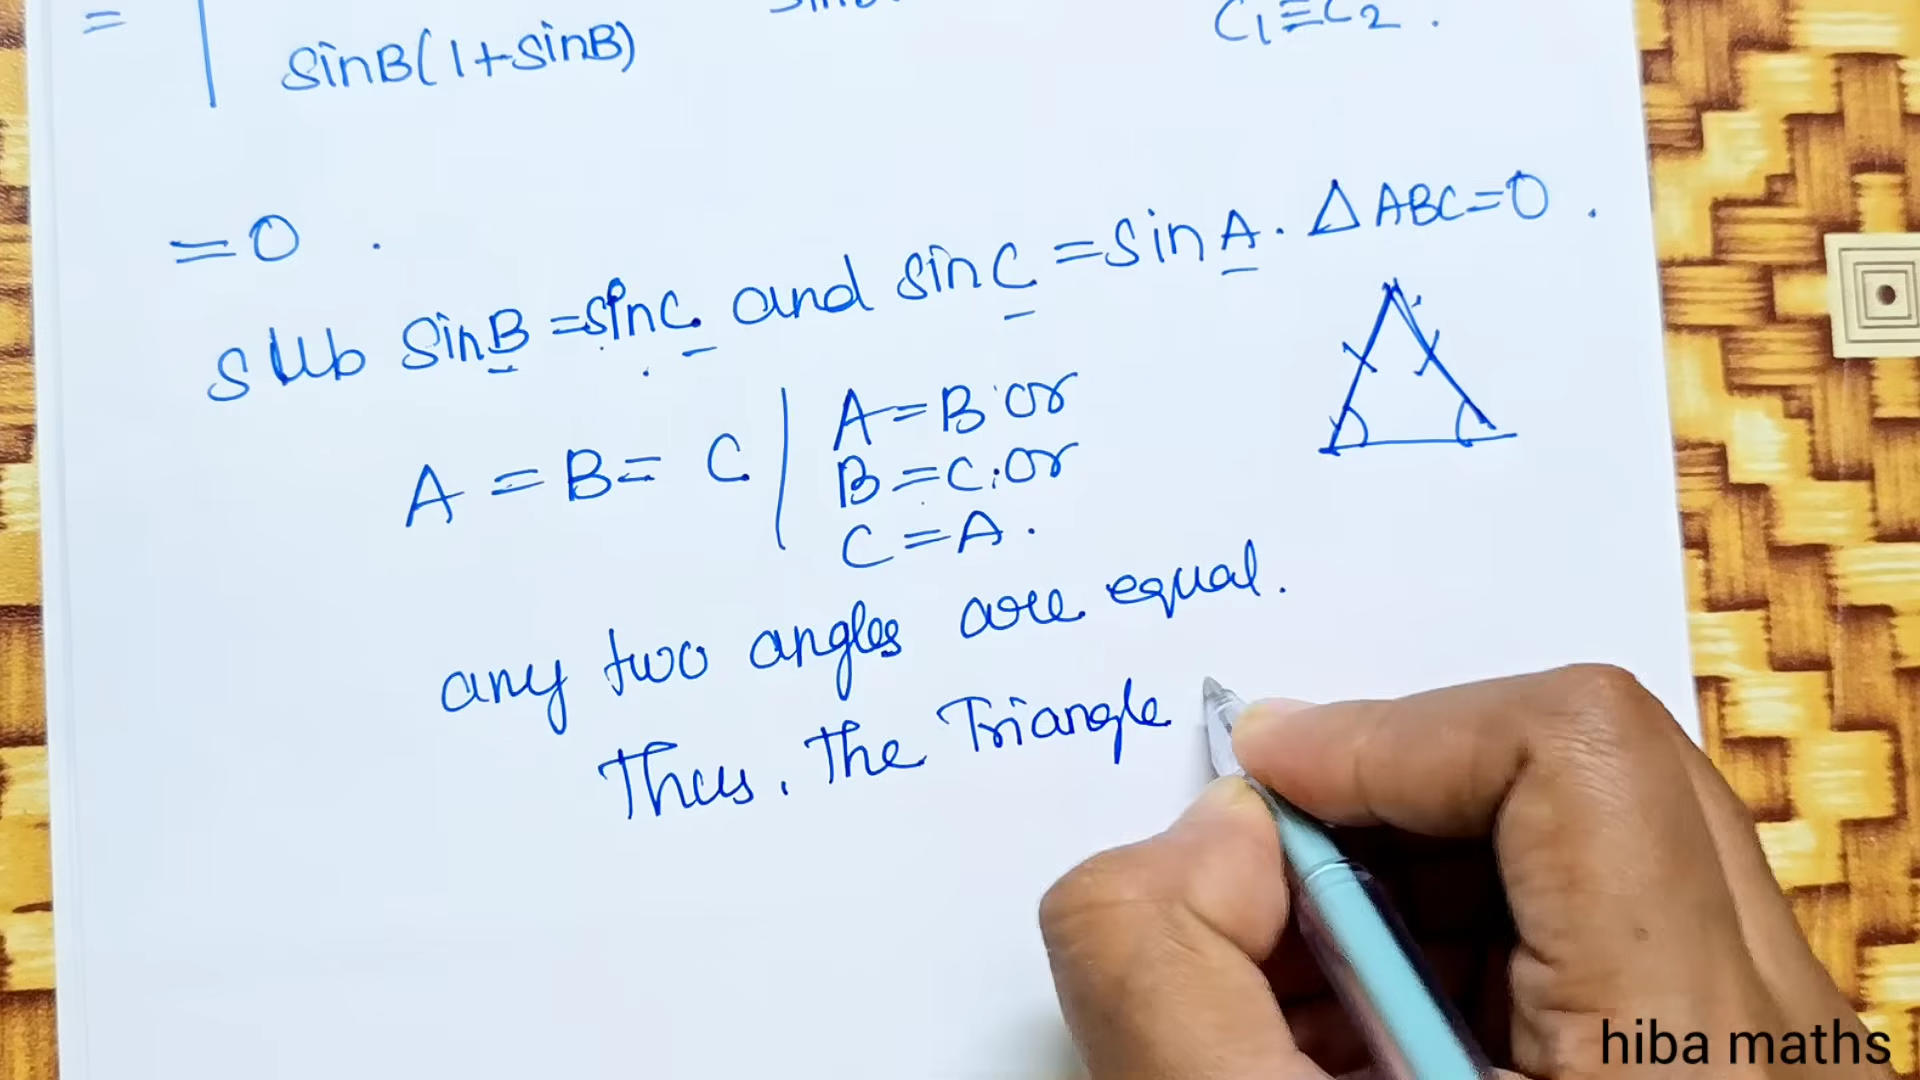 =
C₁≡C₂.
sinB(1+sinB)
=0.
sub sinB=sinC and sinC=sinA. △ABC=0.
A=B=C
A=B or
B=C or
C=A.
any two angles are equal.
Thus, The Triangle
hiba maths